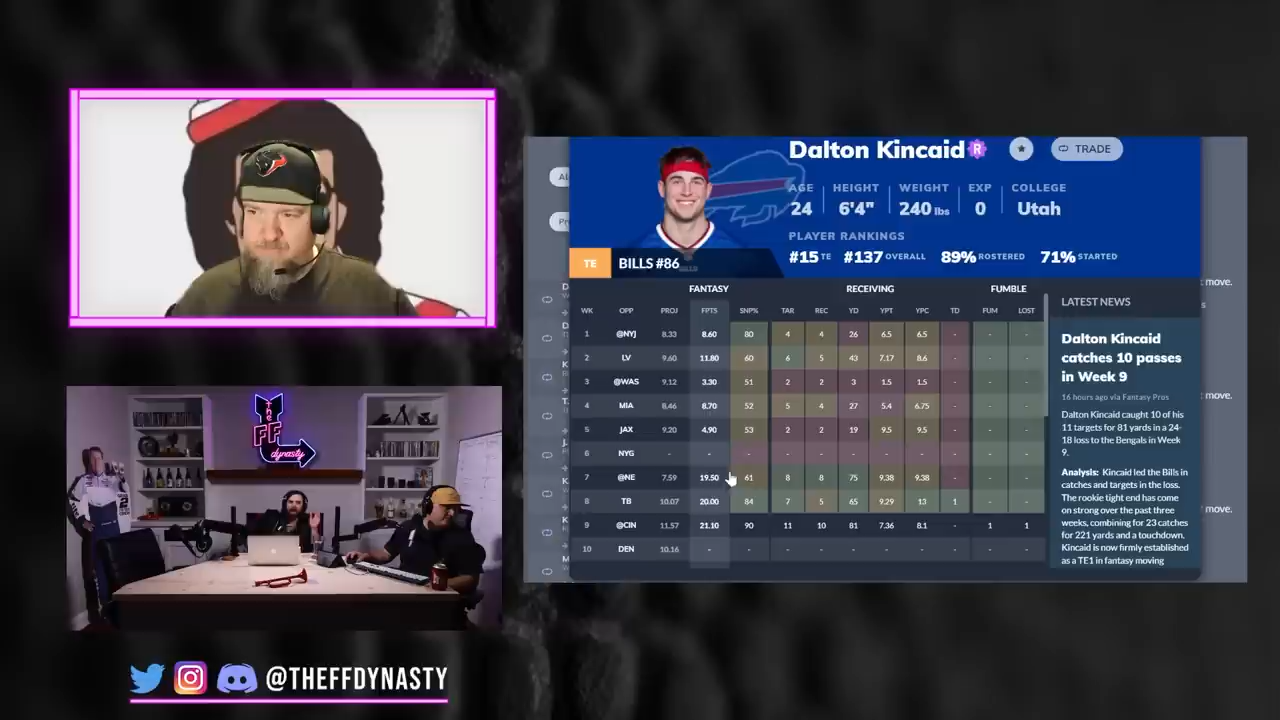 Dalton Kincaid R
TRADE
AGE HEIGHT WEIGHT EXP COLLEGE
24 6'4" 240 lbs 0 Utah
PLAYER RANKINGS
#15 TE #137 OVERALL 89% ROSTERED 71% STARTED
TE BILLS #86
FANTASY RECEIVING FUMBLE
WK OPP PROJ FPTS SNP% TAR REC YD YPT YPC TD FUM LOST
1 @NYJ 8.33 8.60 80 4 4 26 6.5 6.5 - - -
2 LV 9.60 11.80 60 6 5 43 7.17 8.6 - - -
3 @WAS 9.12 3.30 51 2 2 3 1.5 1.5 - - -
4 MIA 8.46 8.70 52 5 4 27 5.4 6.75 - - -
5 JAX 9.20 4.90 53 2 2 19 9.5 9.5 - - -
6 NYG - - - - - - - - - - -
7 @NE 7.59 19.50 61 8 8 75 9.38 9.38 - - -
8 TB 10.07 20.00 84 7 5 65 9.29 13 1 - -
9 @CIN 11.57 21.10 90 11 10 81 7.36 8.1 - 1 1
10 DEN 10.16 - - - - - - - - - -
LATEST NEWS
Dalton Kincaid
catches 10 passes
in Week 9
16 hours ago via Fantasy Pros
Dalton Kincaid caught 10 of his
11 targets for 81 yards in a 24-
18 loss to the Bengals in Week
9.
Analysis: Kincaid led the Bills in
catches and targets in the loss.
The rookie tight end has come
on strong over the past three
weeks, combining for 23 catches
for 221 yards and a touchdown.
Kincaid is now firmly established
as a TE1 in fantasy moving
move.
move.
move.
The
FF
dynasty
@THEFFDYNASTY